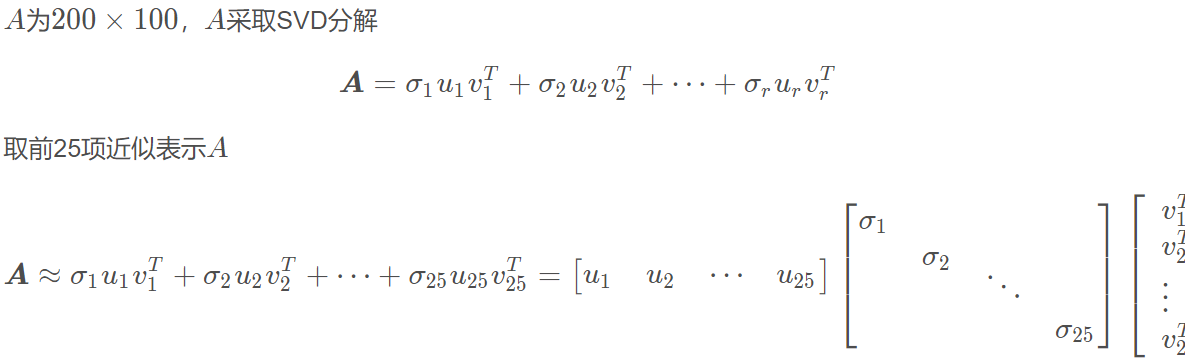 A为200 × 100，A采取SVD分解
A = σ₁u₁v₁ᵀ + σ₂u₂v₂ᵀ + ⋯ + σᵣuᵣvᵣᵀ
取前25项近似表示A
A ≈ σ₁u₁v₁ᵀ + σ₂u₂v₂ᵀ + ⋯ + σ₂₅u₂₅v₂₅ᵀ = [u₁ u₂ ⋯ u₂₅] [σ₁ σ₂ ⋱ σ₂₅] [v₁ᵀ v₂ᵀ ⋮